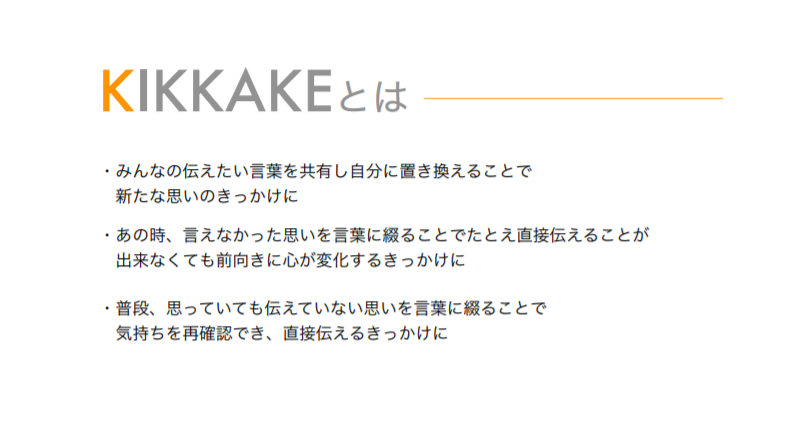 KIKKAKEとは
・みんなの伝えたい言葉を共有し自分に置き換えることで
新たな思いのきっかけに
・あの時、言えなかった思いを言葉に綴ることでたとえ直接伝えることが
出来なくても前向きに心が変化するきっかけに
・普段、思っていても伝えていない思いを言葉に綴ることで
気持ちを再確認でき、直接伝えるきっかけに